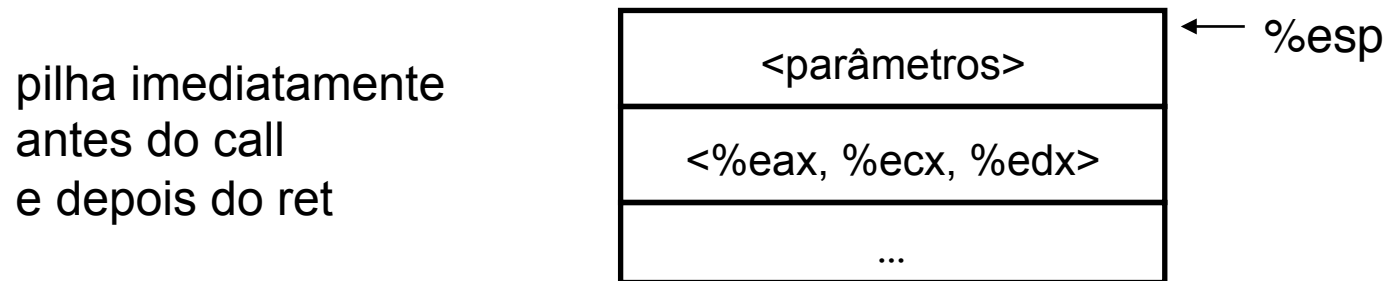 %esp
<parâmetros>
pilha imediatamente
antes do call
e depois do ret
<%eax, %ecx, %edx>
...